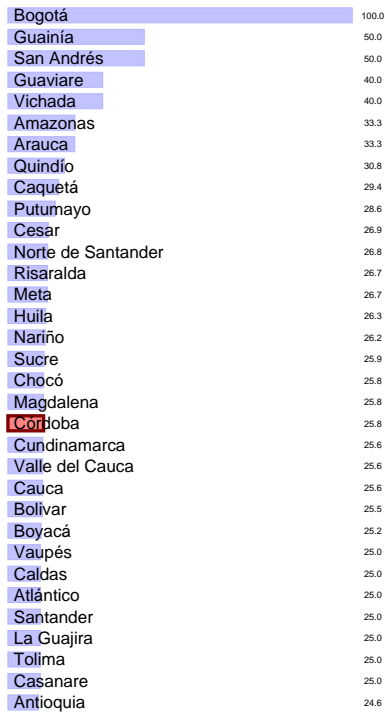 Bogotá 100.0
Guainía 50.0
San Andrés 50.0
Guaviare 40.0
Vichada 40.0
Amazonas 33.3
Arauca 33.3
Quindío 30.8
Caquetá 29.4
Putumayo 28.6
Cesar 26.9
Norte de Santander 26.8
Risaralda 26.7
Meta 26.7
Huila 26.3
Nariño 26.2
Sucre 25.9
Chocó 25.8
Magdalena 25.8
Córdoba 25.8
Cundinamarca 25.6
Valle del Cauca 25.6
Cauca 25.6
Bolivar 25.5
Boyacá 25.2
Vaupés 25.0
Caldas 25.0
Atlántico 25.0
Santander 25.0
La Guajira 25.0
Tolima 25.0
Casanare 25.0
Antioquia 24.6